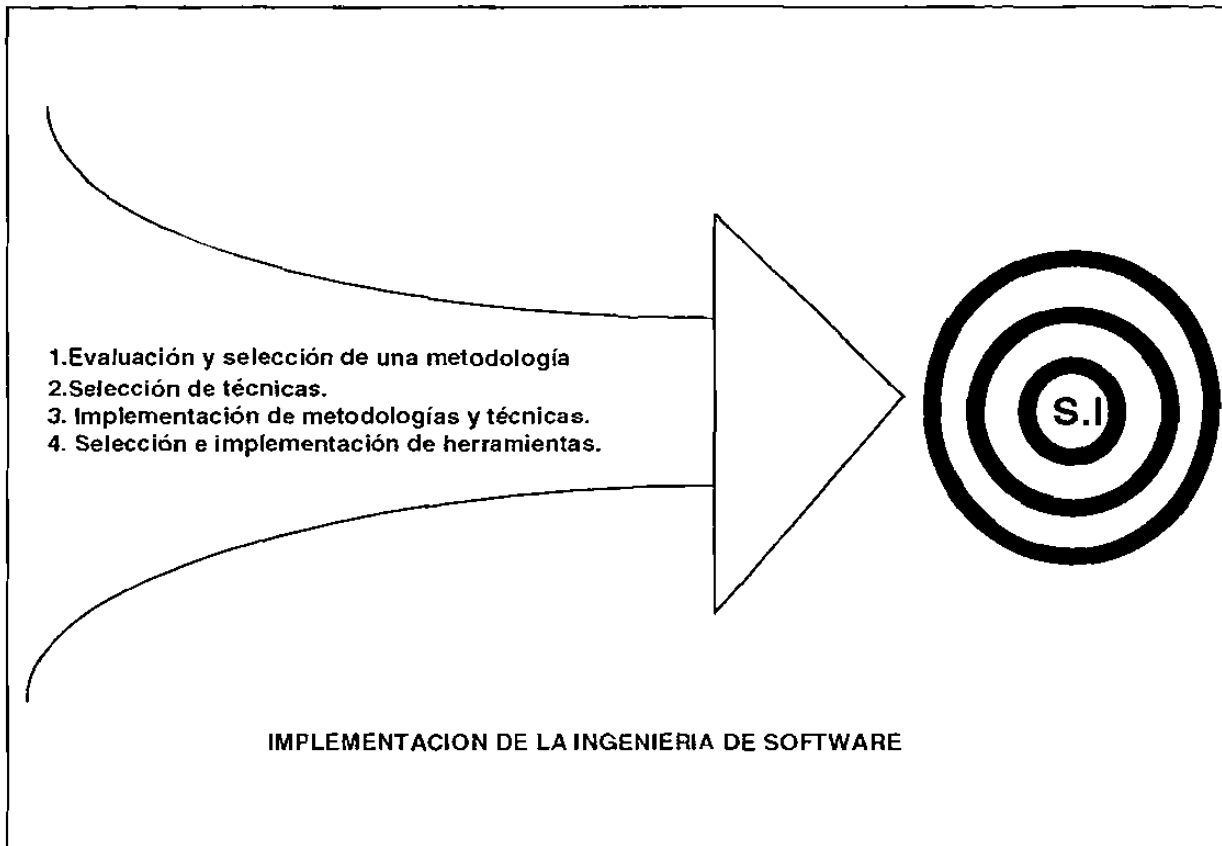 1.Evaluación y selección de una metodología
2.Selección de técnicas.
3. Implementación de metodologías y técnicas.
4. Selección e implementación de herramientas.
S.I
IMPLEMENTACION DE LA INGENIERIA DE SOFTWARE